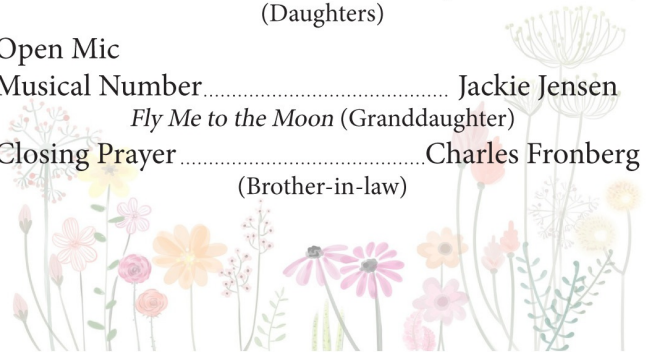 (Daughters)
Open Mic
Musical Number.......................................................... Jackie Jensen
Fly Me to the Moon (Granddaughter)
Closing Prayer..........................................................Charles Fronberg
(Brother-in-law)